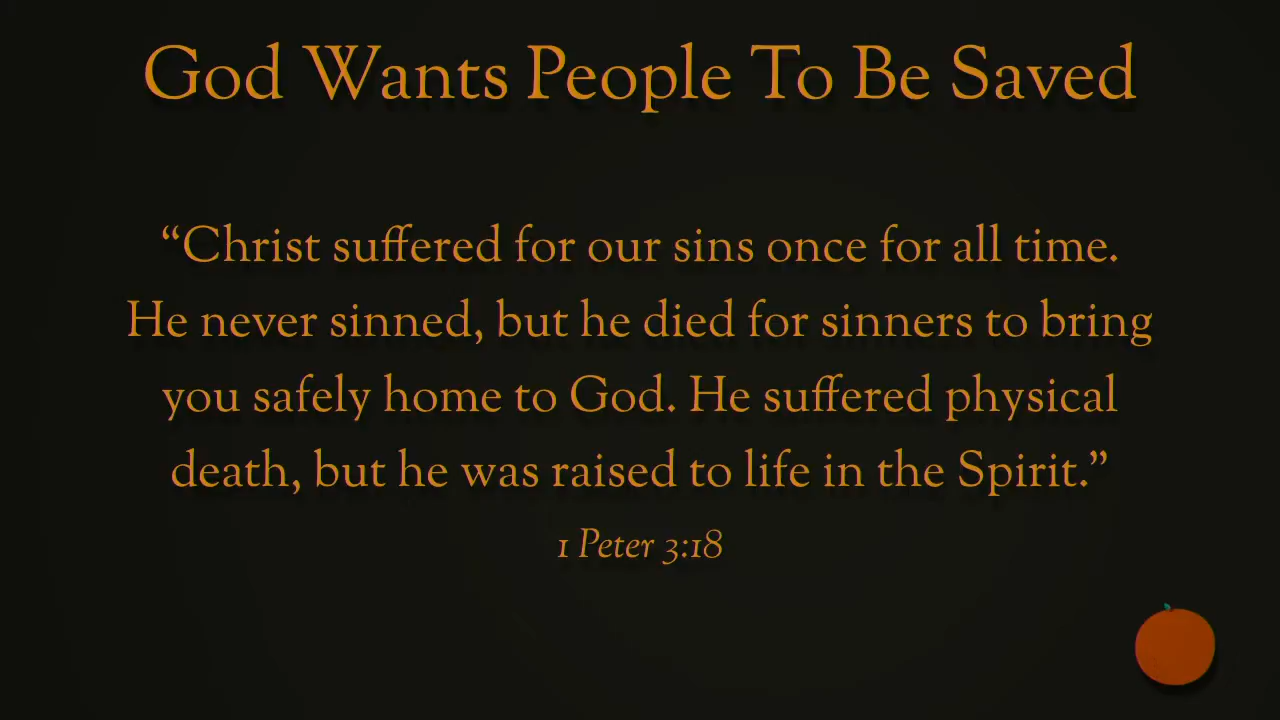 God Wants People To Be Saved
“Christ suffered for our sins once for all time.
He never sinned, but he died for sinners to bring
you safely home to God. He suffered physical
death, but he was raised to life in the Spirit.”
1 Peter 3:18